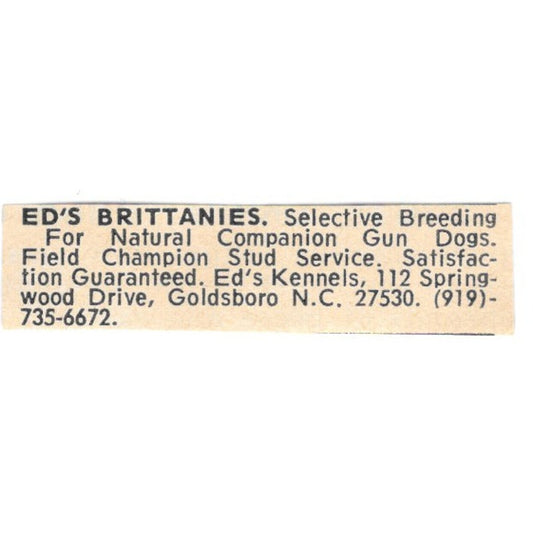 ED'S BRITTANIES. Selective Breeding
For Natural Companion Gun Dogs.
Field Champion Stud Service. Satisfac-
tion Guaranteed. Ed's Kennels, 112 Spring-
wood Drive, Goldsboro N.C. 27530. (919)-
735-6672.